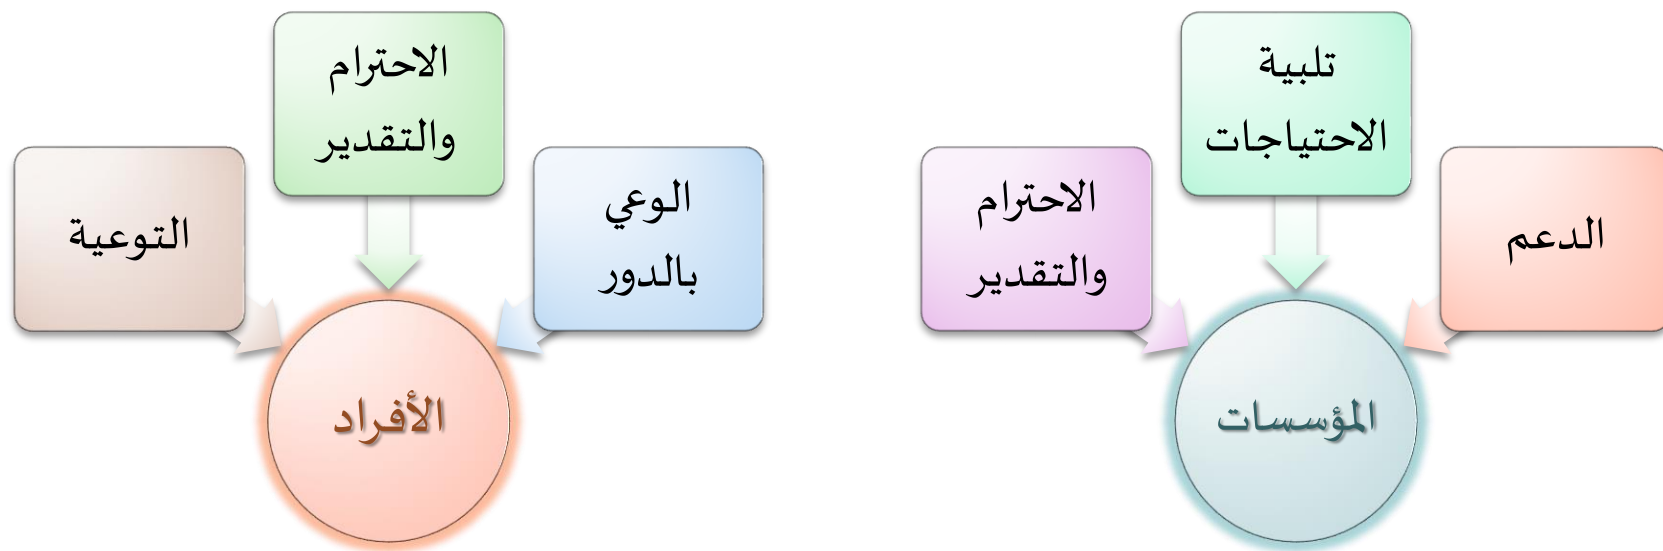 الدعم
تلبية
الاحتياجات
الاحترام
والتقدير
المؤسسات
الوعي
بالدور
الاحترام
والتقدير
التوعية
الأفراد